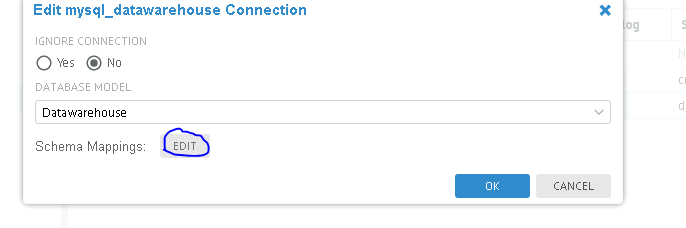 Edit mysql_datawarehouse Connection
IGNORE CONNECTION
Yes No
DATABASE MODEL
Datawarehouse
Schema Mappings: EDIT
OK CANCEL